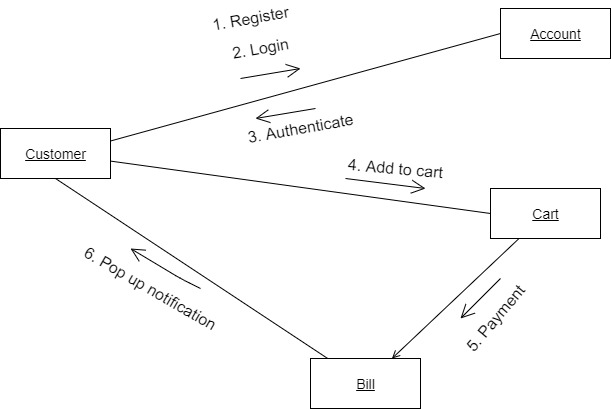 1. Register
2. Login
Account
3. Authenticate
Customer
4. Add to cart
Cart
6. Pop up notification
5. Payment
Bill